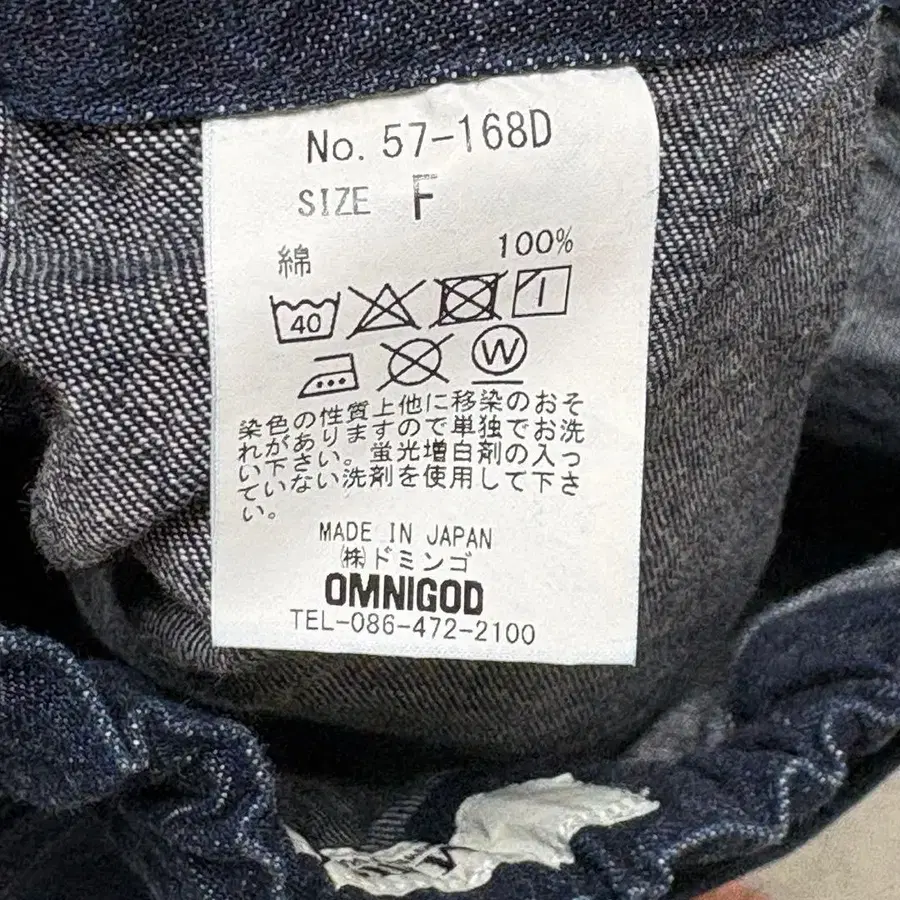 No. 57-168D
SIZE F
綿 100%
40
W
染色の性質上他に移染のおそ
れがありますので単独でお洗
い下さい。蛍光増白剤の入っ
ていない洗剤を使用して下さ
い。
MADE IN JAPAN
㈱ドミンゴ
OMNIGOD
TEL-086-472-2100